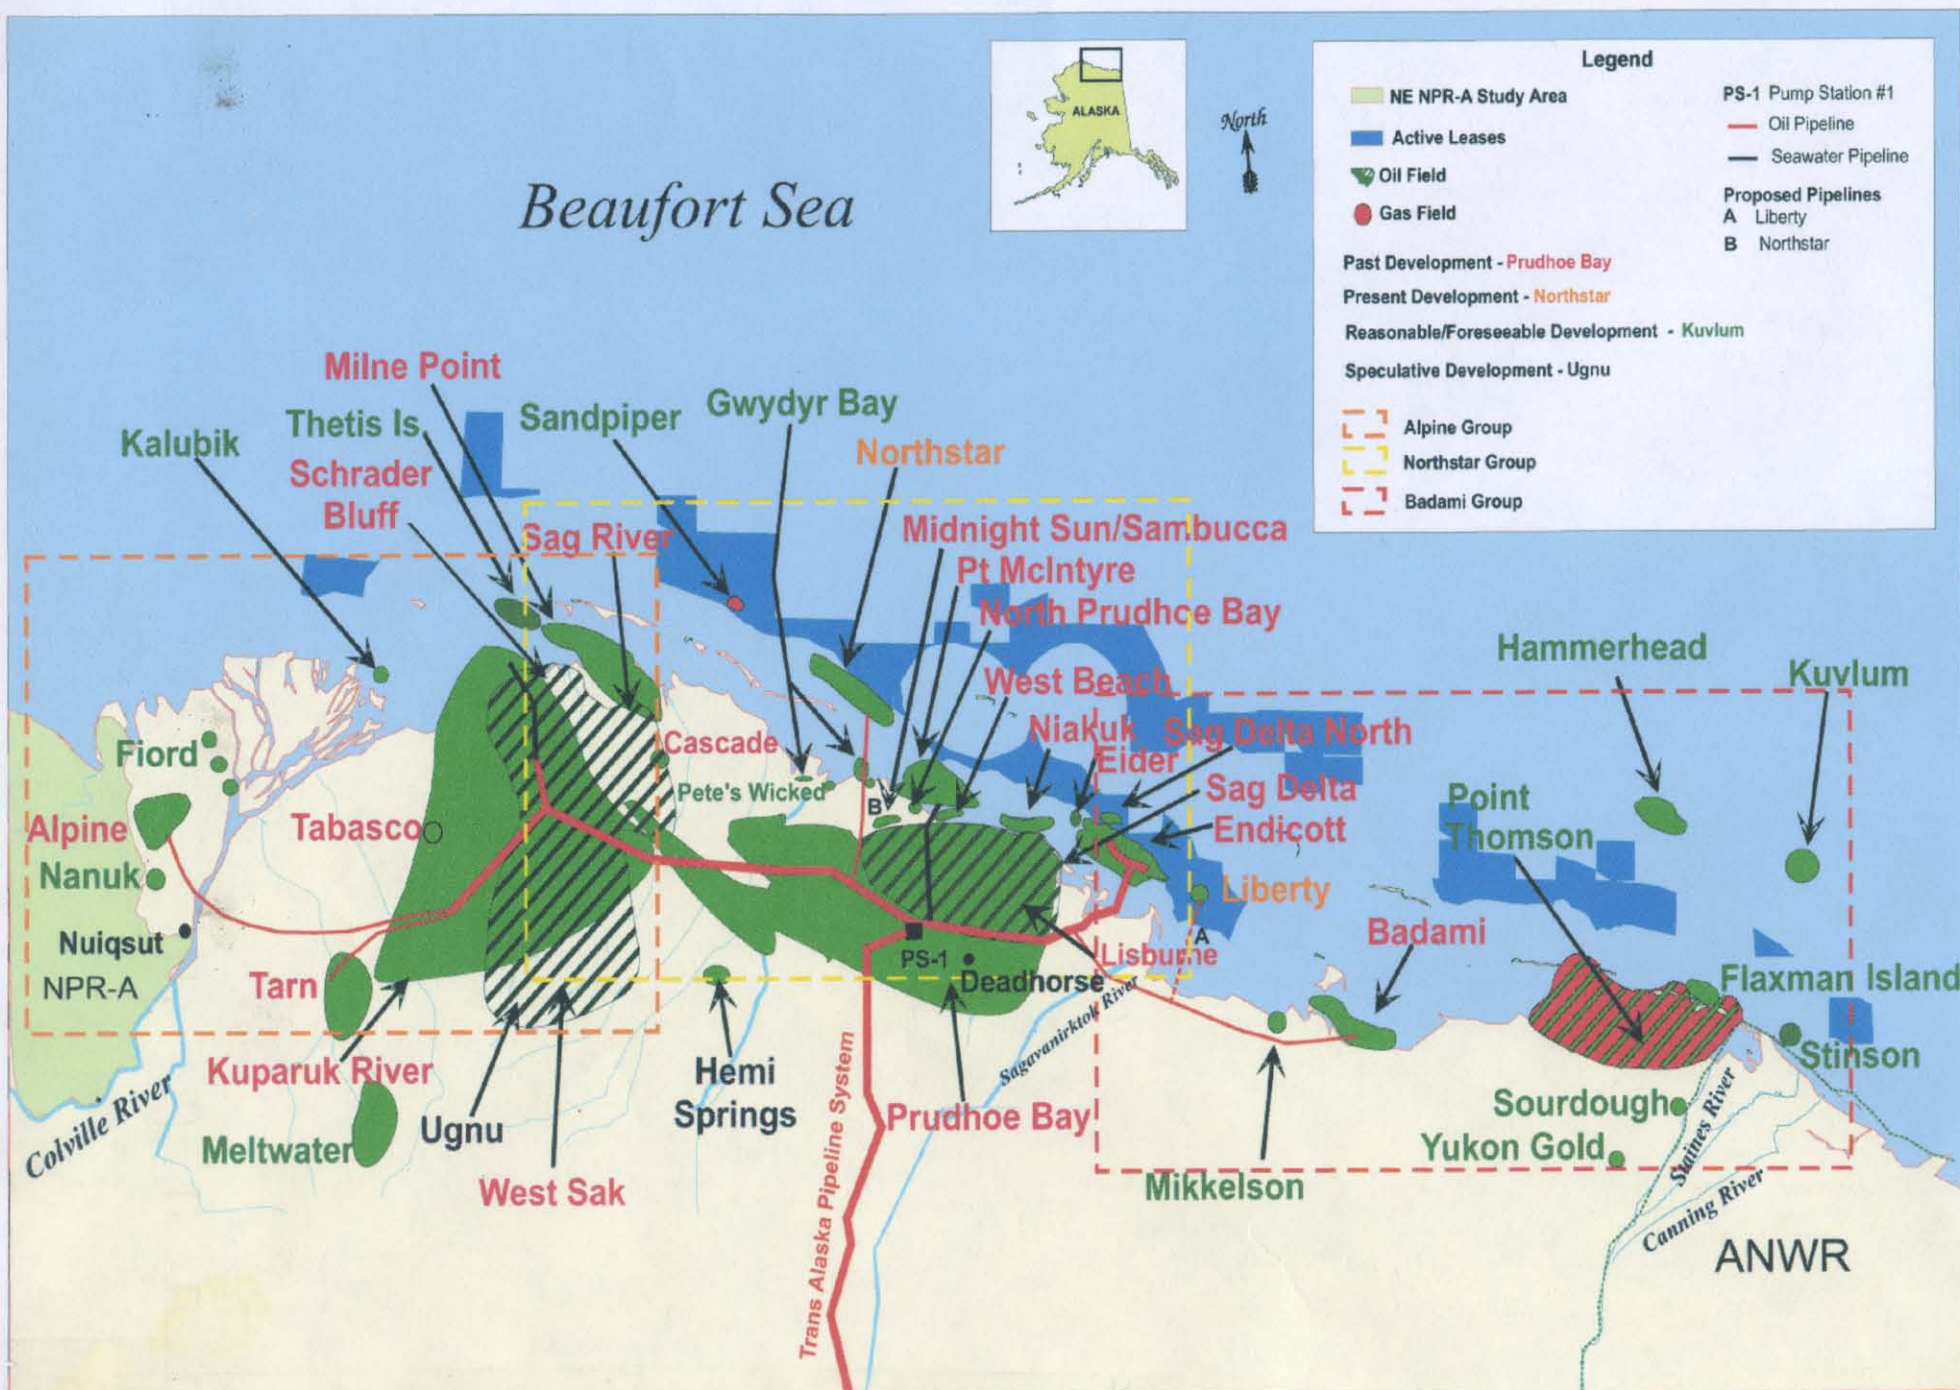 ALASKA
North
Legend
NE NPR-A Study Area
Active Leases
Oil Field
Gas Field
PS-1 Pump Station #1
Oil Pipeline
Seawater Pipeline
Proposed Pipelines
A Liberty
B Northstar
Past Development - Prudhoe Bay
Present Development - Northstar
Reasonable/Foreseeable Development - Kuvlum
Speculative Development - Ugnu
Alpine Group
Northstar Group
Badami Group
Beaufort Sea
Milne Point
Thetis Is.
Sandpiper
Gwydyr Bay
Kalubik
Schrader
Bluff
Northstar
Sag River
Midnight Sun/Sambucca
Pt McIntyre
North Prudhoe Bay
West Beach
Niakuk
Eider
Sag Delta North
Sag Delta
Endicott
Hammerhead
Kuvlum
Point
Thomson
Fiord
Cascade
Pete's Wicked
B
Alpine
Tabasco
Nanuk
Liberty
A
Nuiqsut
NPR-A
Tarn
PS-1
Deadhorse
Lisburne
Badami
Flaxman Island
Stinson
Sagavanirktok River
Kuparuk River
Ugnu
Hemi
Springs
Prudhoe Bay
Sourdough
Yukon Gold
Staines River
Canning River
Colville River
Meltwater
West Sak
Mikkelson
Trans Alaska Pipeline System
ANWR